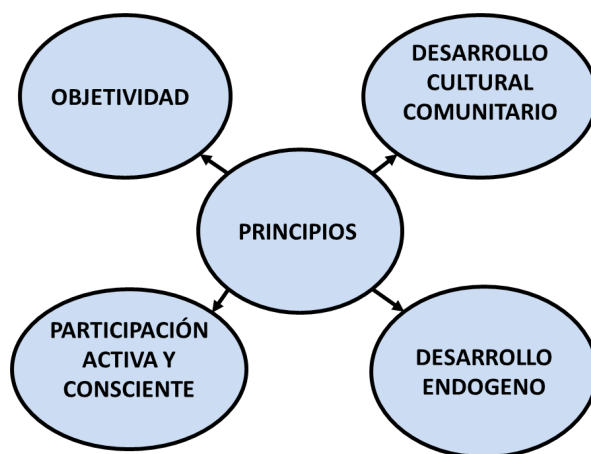 OBJETIVIDAD
DESARROLLO
CULTURAL
COMUNITARIO
PRINCIPIOS
PARTICIPACIÓN
ACTIVA Y
CONSCIENTE
DESARROLLO
ENDOGENO